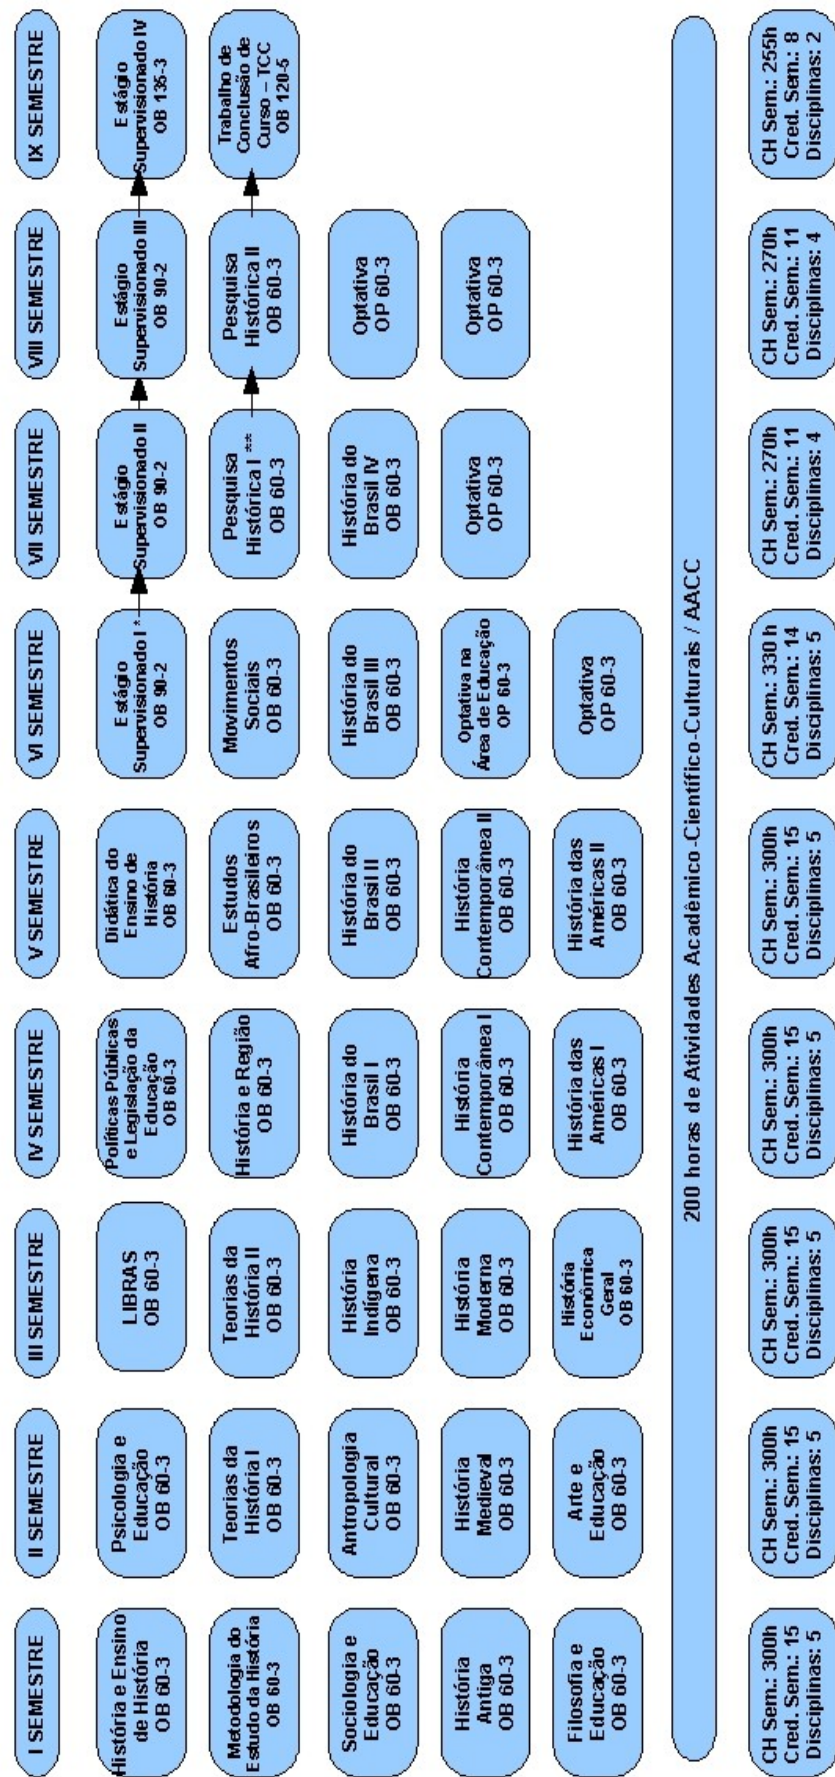 I SEMESTRE
II SEMESTRE
III SEMESTRE
IV SEMESTRE
V SEMESTRE
VI SEMESTRE
VII SEMESTRE
VIII SEMESTRE
IX SEMESTRE
História e Ensino
de História
OB 60-3
Psicologia e
Educação
OB 60-3
LIBRAS
OB 60-3
Políticas Públicas
e Legislação da
Educação
OB 60-3
Didática do
Ensino de
História
OB 60-3
Estágio
Supervisionado I *
OB 90-2
Estágio
Supervisionado II
OB 90-2
Estágio
Supervisionado III
OB 90-2
Estágio
Supervisionado IV
OB 135-3
Metodologia do
Estudo da História
OB 60-3
Teorias da
História I
OB 60-3
Teorias da
História II
OB 60-3
História e Região
OB 60-3
Estudos
Afro-Brasileiros
OB 60-3
Movimentos
Sociais
OB 60-3
Pesquisa
Histórica I **
OB 60-3
Pesquisa
Histórica II
OB 60-3
Trabalho de
Conclusão de
Curso – TCC
OB 120-5
Sociologia e
Educação
OB 60-3
Antropologia
Cultural
OB 60-3
História
Indígena
OB 60-3
História do
Brasil I
OB 60-3
História do
Brasil II
OB 60-3
História do
Brasil III
OB 60-3
História do
Brasil IV
OB 60-3
Optativa
OP 60-3
História
Antiga
OB 60-3
História
Medieval
OB 60-3
História
Moderna
OB 60-3
História
Contemporânea I
OB 60-3
História
Contemporânea II
OB 60-3
Optativa na
Área de Educação
OP 60-3
Optativa
OP 60-3
Optativa
OP 60-3
Filosofia e
Educação
OB 60-3
Arte e
Educação
OB 60-3
História
Econômica
Geral
OB 60-3
História das
Américas I
OB 60-3
História das
Américas II
OB 60-3
Optativa
OP 60-3
200 horas de Atividades Acadêmico-Científico-Culturais / AACC
CH Sem.: 300h
Cred. Sem.: 15
Disciplinas: 5
CH Sem.: 300h
Cred. Sem.: 15
Disciplinas: 5
CH Sem.: 300h
Cred. Sem.: 15
Disciplinas: 5
CH Sem.: 300h
Cred. Sem.: 15
Disciplinas: 5
CH Sem.: 300h
Cred. Sem.: 15
Disciplinas: 5
CH Sem.: 330 h
Cred. Sem.: 14
Disciplinas: 5
CH Sem.: 270h
Cred. Sem.: 11
Disciplinas: 4
CH Sem.: 270h
Cred. Sem.: 11
Disciplinas: 4
CH Sem.: 255h
Cred. Sem.: 8
Disciplinas: 2